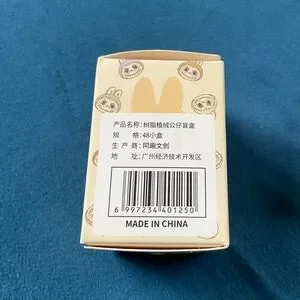 产品名称:树脂植绒公仔盲盒
规 格:48小盒
生 产 商:同趣文创
地 址:广州经济技术开发区
6 997234 401250
MADE IN CHINA